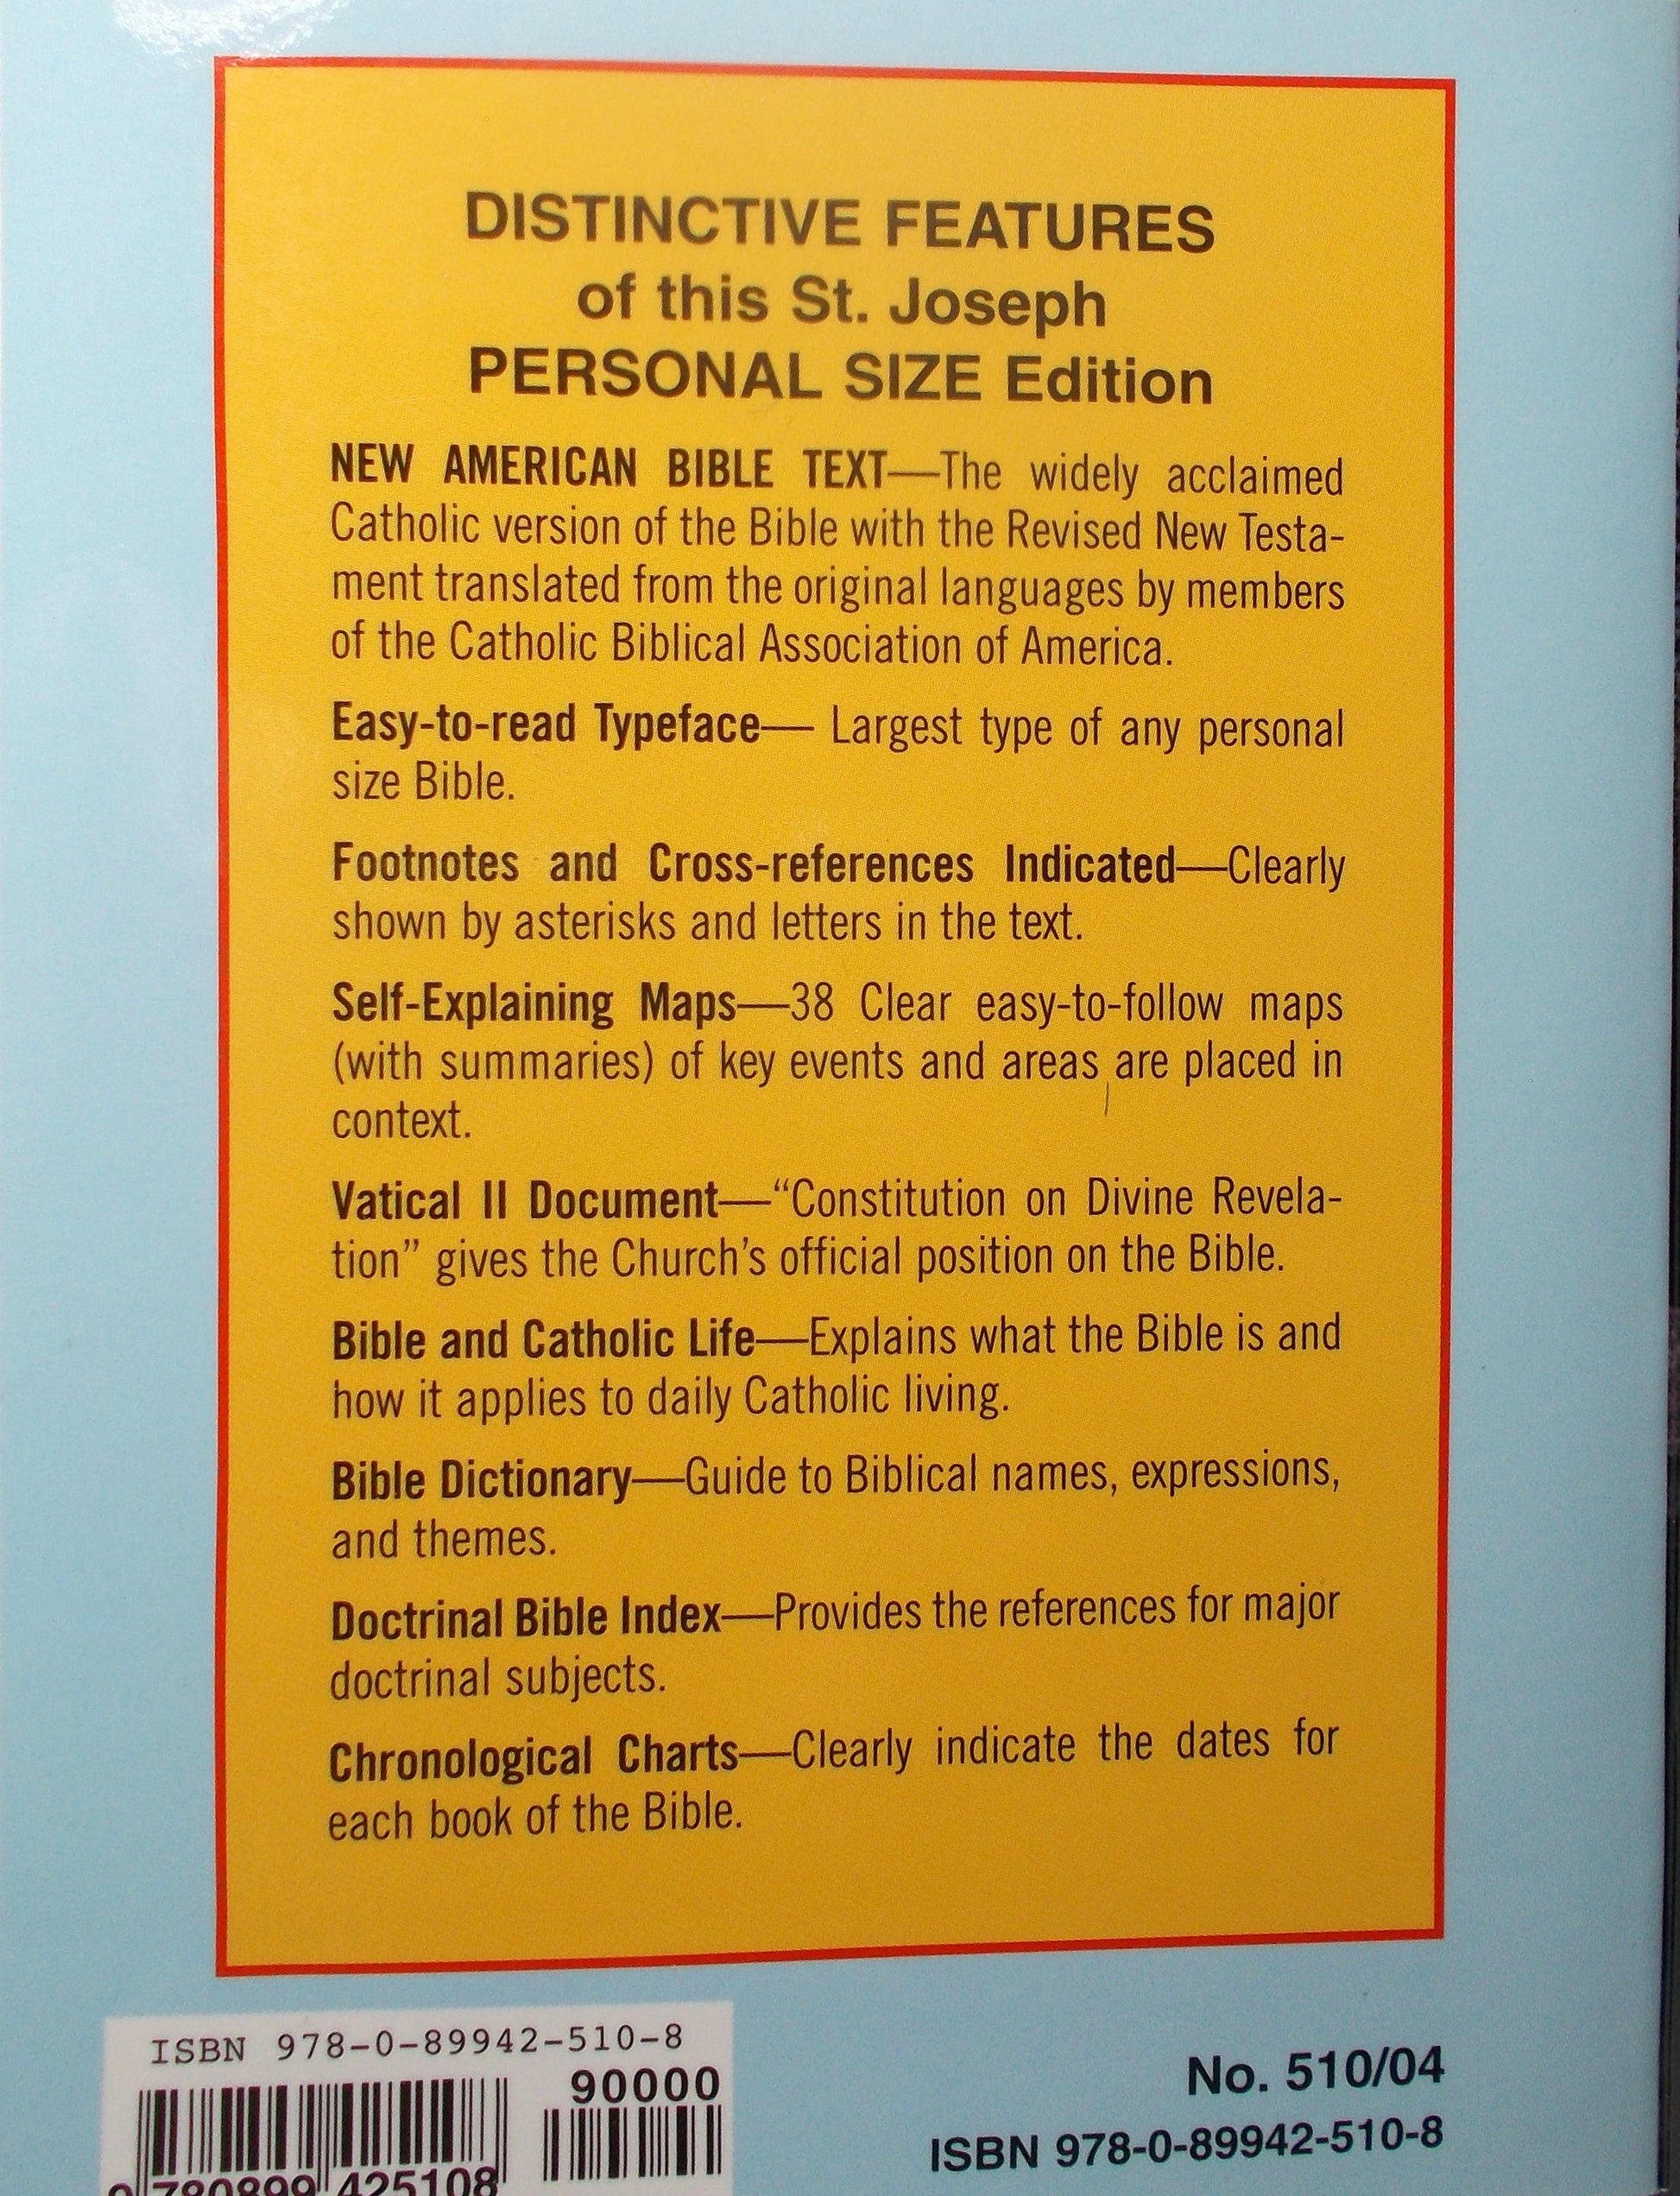 DISTINCTIVE FEATURES
of this St. Joseph
PERSONAL SIZE Edition
NEW AMERICAN BIBLE TEXT—The widely acclaimed
Catholic version of the Bible with the Revised New Testa-
ment translated from the original languages by members
of the Catholic Biblical Association of America.
Easy-to-read Typeface— Largest type of any personal
size Bible.
Footnotes and Cross-references Indicated—Clearly
shown by asterisks and letters in the text.
Self-Explaining Maps—38 Clear easy-to-follow maps
(with summaries) of key events and areas are placed in
context.
Vatical II Document—“Constitution on Divine Revela-
tion” gives the Church’s official position on the Bible.
Bible and Catholic Life—Explains what the Bible is and
how it applies to daily Catholic living.
Bible Dictionary—Guide to Biblical names, expressions,
and themes.
Doctrinal Bible Index—Provides the references for major
doctrinal subjects.
Chronological Charts—Clearly indicate the dates for
each book of the Bible.
ISBN 978-0-89942-510-8
90000
9 780899 425108
No. 510/04
ISBN 978-0-89942-510-8